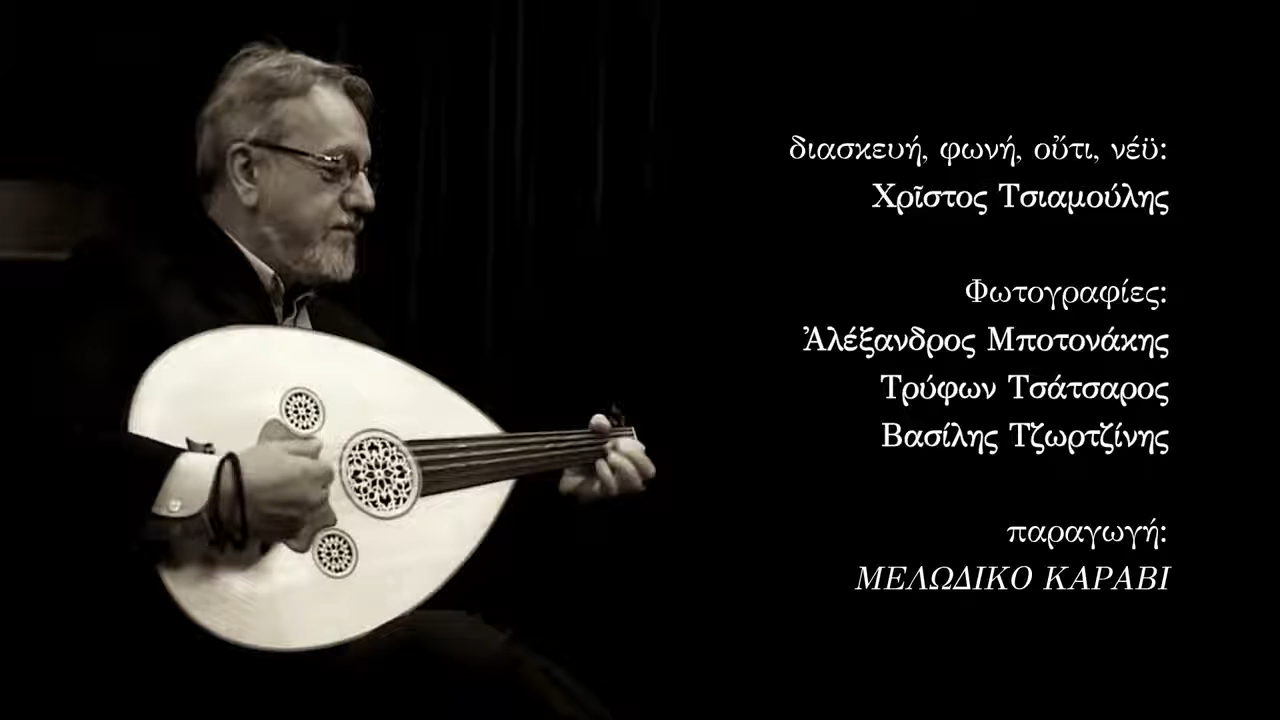 διασκευή, φωνή, οὔτι, νέϋ:
Χρῖστος Τσιαμούλης
Φωτογραφίες:
Ἀλέξανδρος Μποτονάκης
Τρύφων Τσάτσαρος
Βασίλης Τζωρτζίνης
παραγωγή:
ΜΕΛΩΔΙΚΟ ΚΑΡΑΒΙ